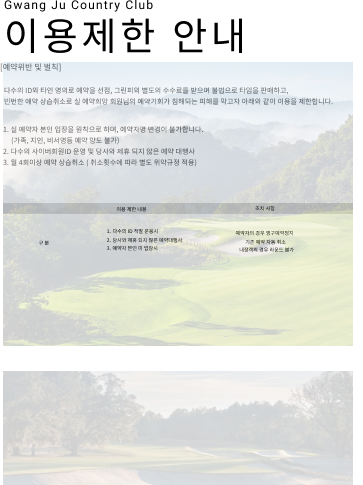 Gwang Ju Country Club
이용제한 안내
[예약위반 및 벌칙]
다수의 ID와 타인 명의로 예약을 선점, 그린피외 별도의 수수료를 받으며 불법으로 타임을 판매하고,
빈번한 예약 상습취소로 실 예약희망 회원님의 예약기회가 침해되는 피해를 막고자 아래와 같이 이용을 제한합니다.
1. 실 예약자 본인 입장을 원칙으로 하며, 예약자명 변경이 불가합니다.
(가족, 지인, 비서명등 예약 양도 불가)
2. 다수의 사이버회원ID 운영 및 당사와 제휴 되지 않은 예약 대행사
3. 월 4회이상 예약 상습취소 ( 취소횟수에 따라 별도 위약규정 적용)
이용 제한 내용 조치 사항
1. 다수의 ID 적발 운용시 예약자의 경우 영구예약정지
구 분 2. 당사와 제휴 되지 않은 예약대행사 기존 예약 자동 취소
3. 예약자 본인 미 입장시 내장객의 경우 라운드 불가